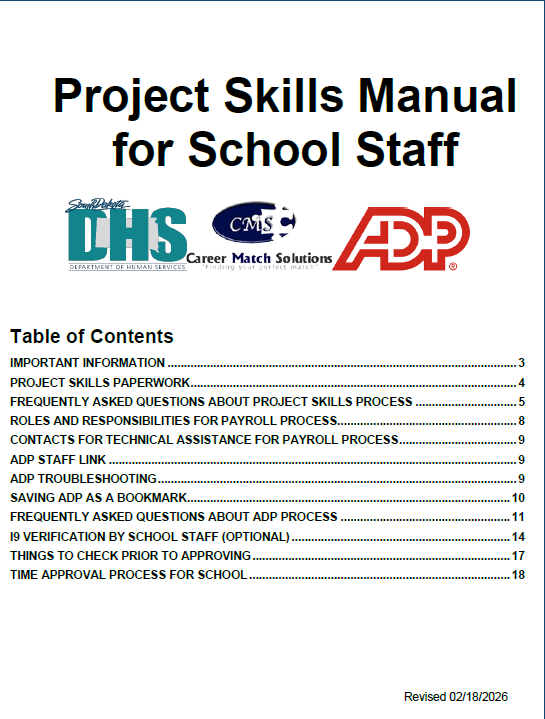 Project Skills Manual
for School Staff
South Dakota
DHS
DEPARTMENT OF HUMAN SERVICES
CMS
Career Match Solutions
"Finding your perfect match"
ADP®
Table of Contents
IMPORTANT INFORMATION ........ 3
PROJECT SKILLS PAPERWORK........ 4
FREQUENTLY ASKED QUESTIONS ABOUT PROJECT SKILLS PROCESS ........ 5
ROLES AND RESPONSIBILITIES FOR PAYROLL PROCESS........ 8
CONTACTS FOR TECHNICAL ASSISTANCE FOR PAYROLL PROCESS........ 9
ADP STAFF LINK ........ 9
ADP TROUBLESHOOTING........ 9
SAVING ADP AS A BOOKMARK........ 10
FREQUENTLY ASKED QUESTIONS ABOUT ADP PROCESS ........ 11
I9 VERIFICATION BY SCHOOL STAFF (OPTIONAL) ........ 14
THINGS TO CHECK PRIOR TO APPROVING........ 17
TIME APPROVAL PROCESS FOR SCHOOL........ 18
Revised 02/18/2026